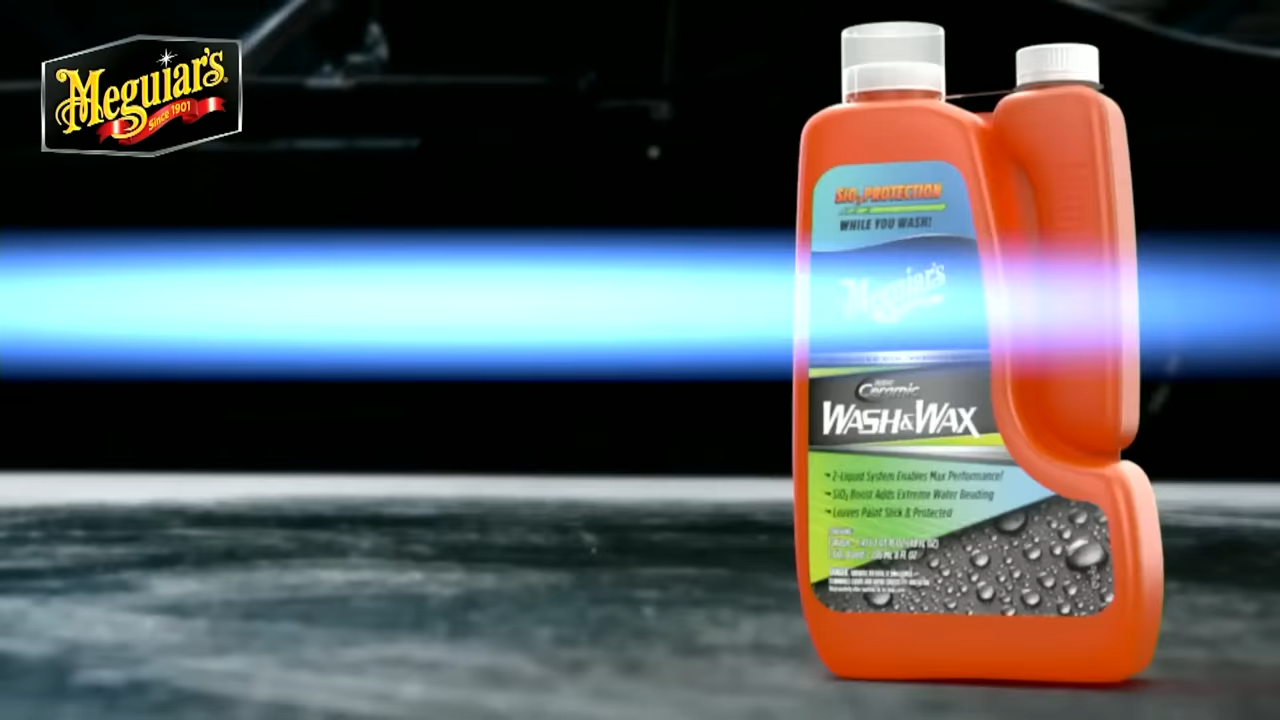 Meguiar's
Since 1901
SiO₂ PROTECTION
WHILE YOU WASH!
Meguiar's
Ceramic
WASH & WAX
2-Liquid System Enables Max Performance!
SiO₂ Boost Adds Extreme Water Beading
Leaves Paint Slick & Protected